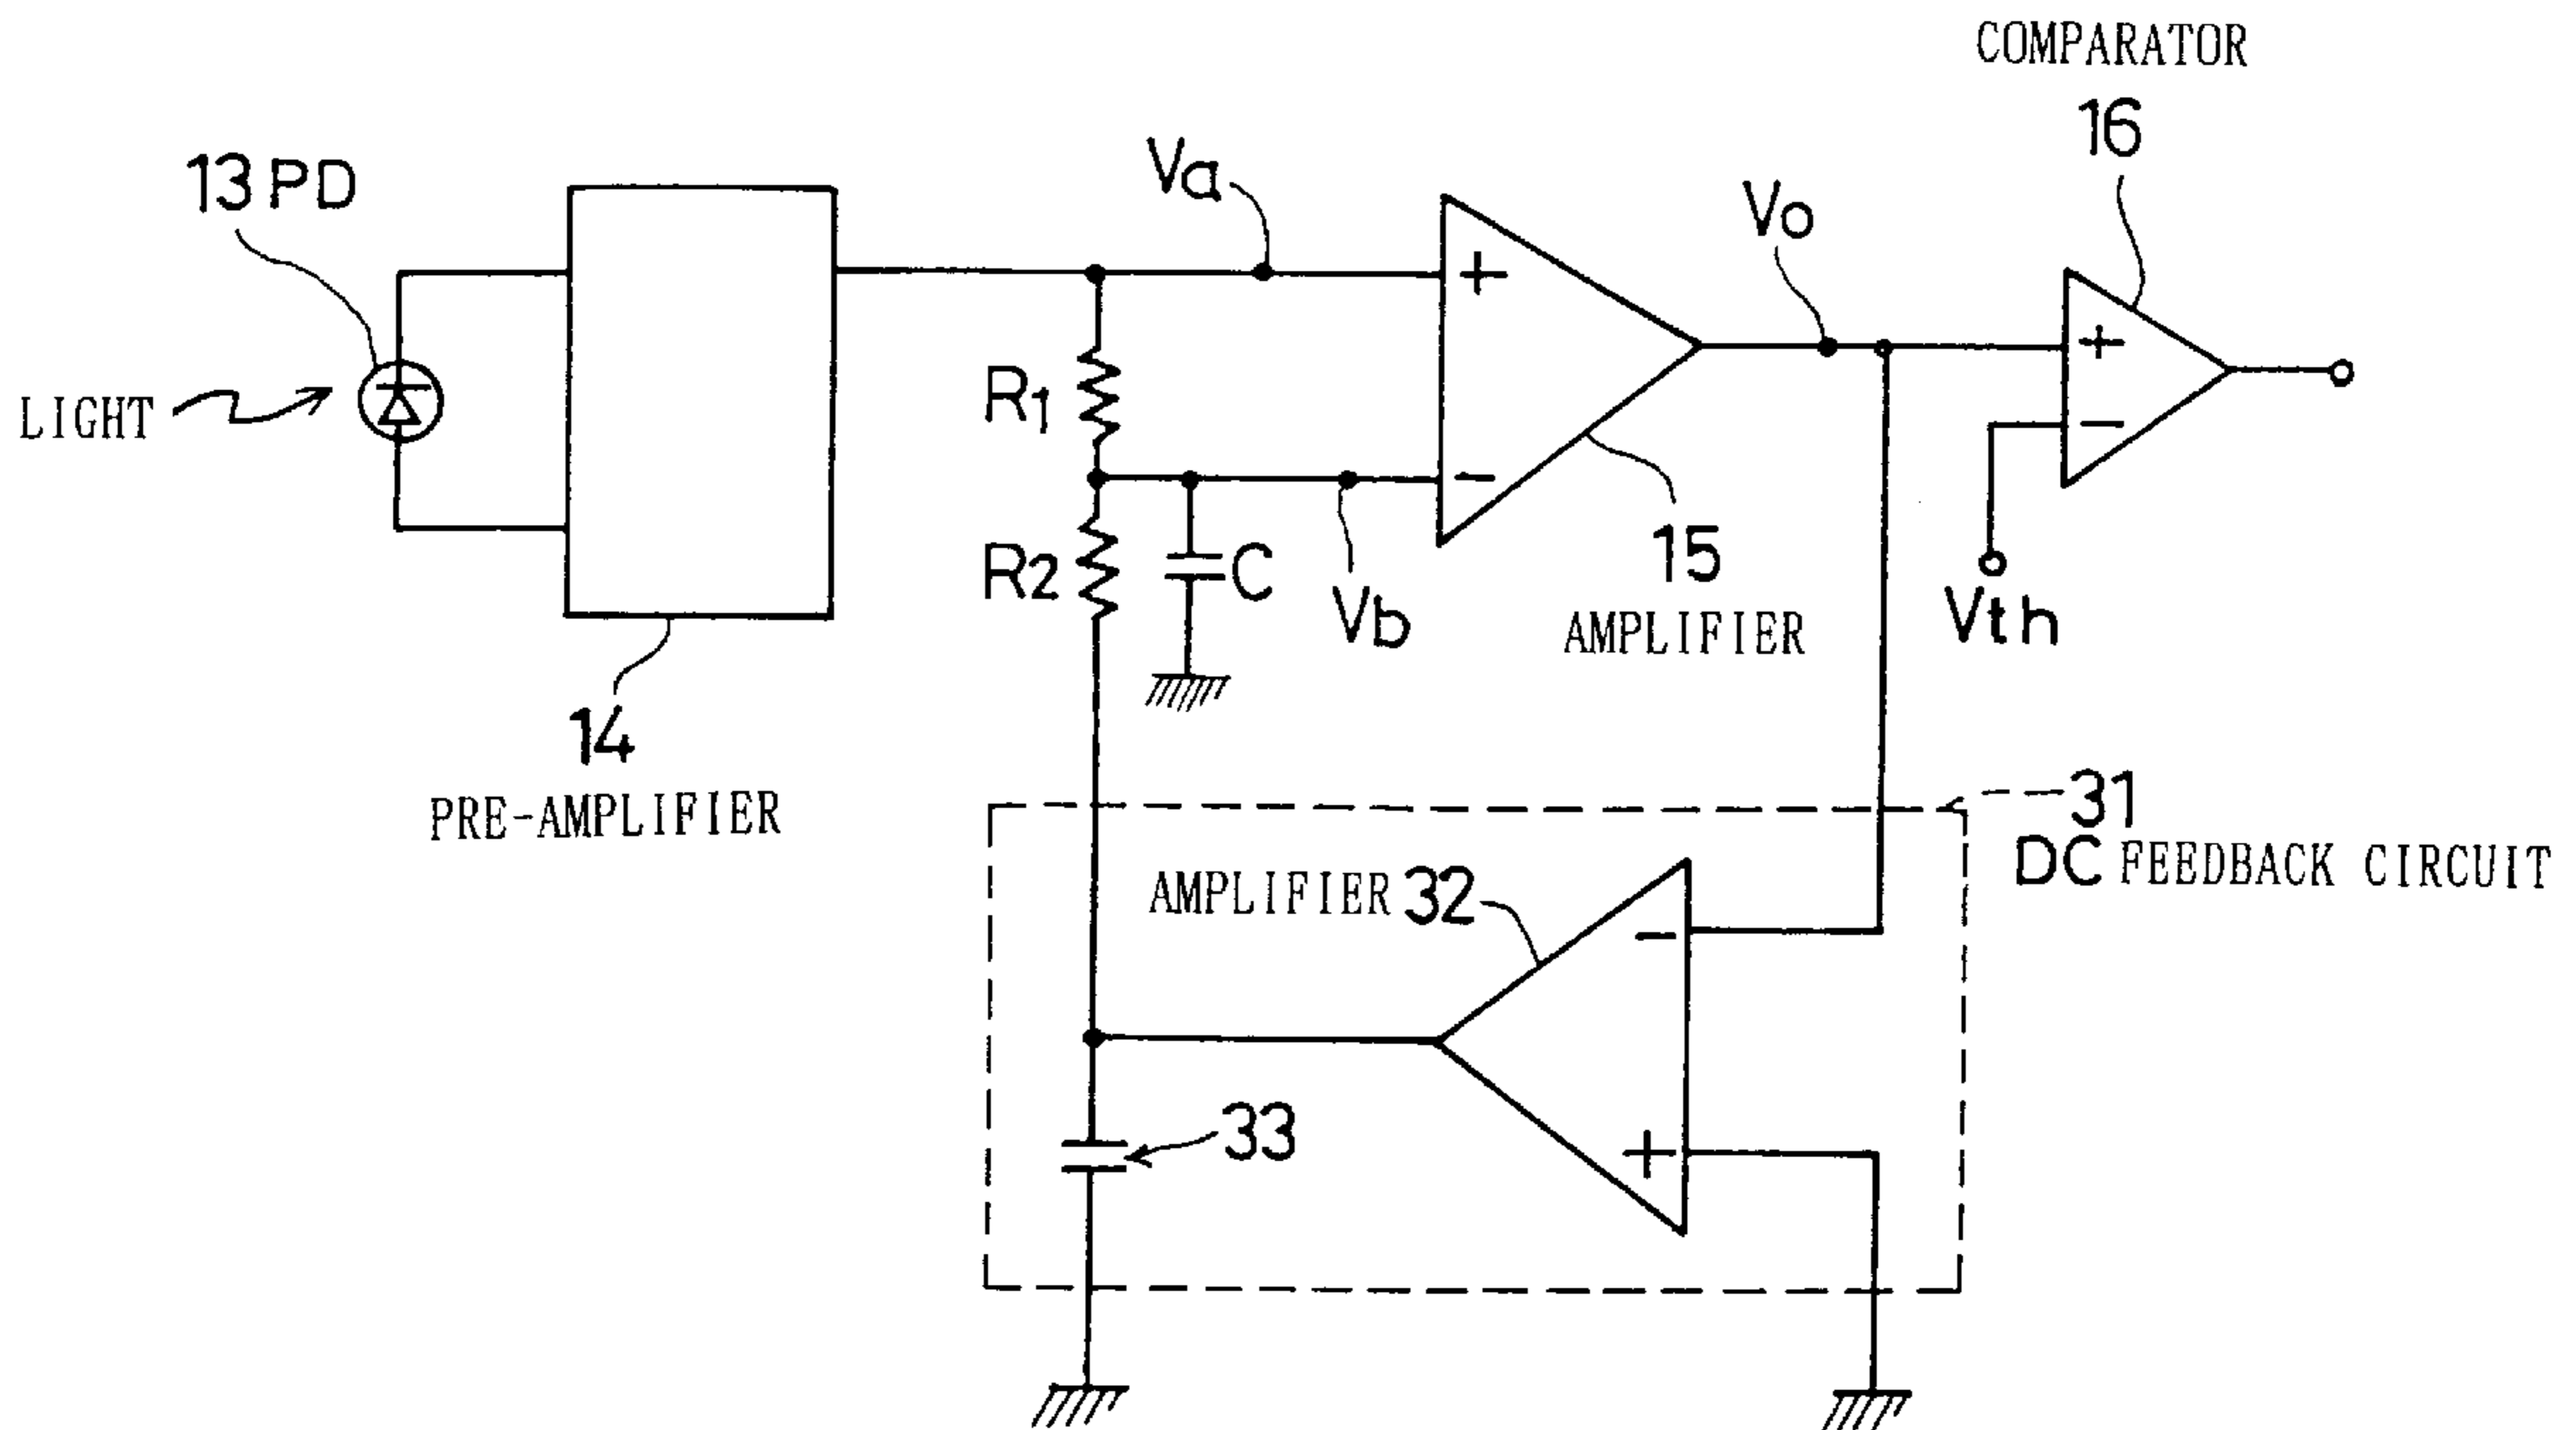 COMPARATOR
16
13 PD
Va
Vo
+
+
R1
LIGHT
−
−
R2
C
Vb
15
AMPLIFIER
Vth
14
PRE-AMPLIFIER
31
DC FEEDBACK CIRCUIT
AMPLIFIER 32
−
33
+